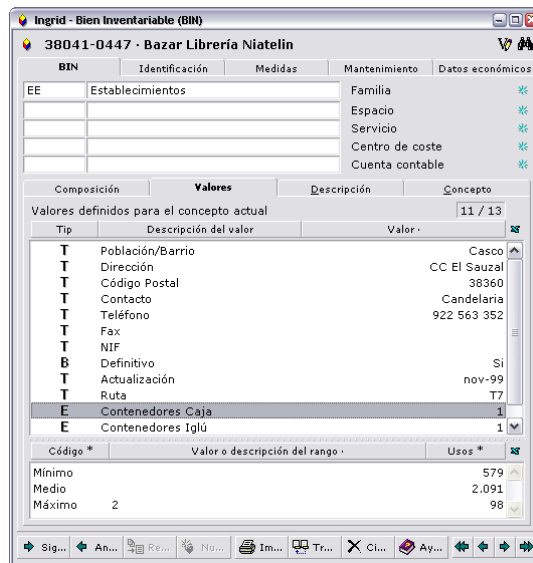 Ingrid - Bien Inventariable (BIN)
38041-0447 · Bazar Librería Niatelin
BIN Identificación Medidas Mantenimiento Datos económicos
EE Establecimientos Familia
Espacio
Servicio
Centro de coste
Cuenta contable
Composición Valores Descripción Concepto
Valores definidos para el concepto actual 11 / 13
Tip Descripción del valor Valor ·
T Población/Barrio Casco
T Dirección CC El Sauzal
T Código Postal 38360
T Contacto Candelaria
T Teléfono 922 563 352
T Fax
T NIF
B Definitivo Si
T Actualización nov-99
T Ruta T7
E Contenedores Caja 1
E Contenedores Iglú 1
Código * Valor o descripción del rango · Usos *
Mínimo 579
Medio 2.091
Máximo 2 98
Sig... An... Re... Nu... Im... Tr... Ci... Ay...